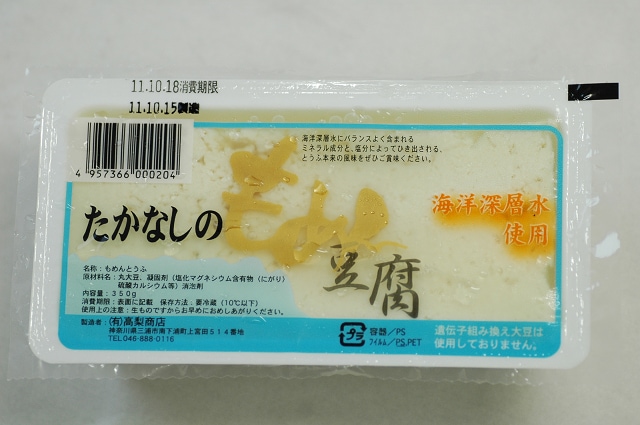 11.10.18消費期限
11.10.15製造
4 957366 000204
海洋深層水にバランスよく含まれる
ミネラル成分と、塩分によってひき出される、
とうふ本来の風味をぜひご賞味ください。
たかなしの
もめん
豆腐
海洋深層水
使用
名称：もめんとうふ
原材料名：丸大豆、凝固剤（塩化マグネシウム含有物（にがり）
硫酸カルシウム等）消泡剤
内容量：350g
消費期限：表面に記載 保存方法：要冷蔵（10℃以下）
使用上の注意：生ものですからお早めにおめしあがりください。
製造者：（有）高梨商店
神奈川県三浦市南下浦町上宮田514番地
TEL046-888-0116
プラ
容器／PS
フィルム／PS,PET
遺伝子組み換え大豆は
使用しておりません。